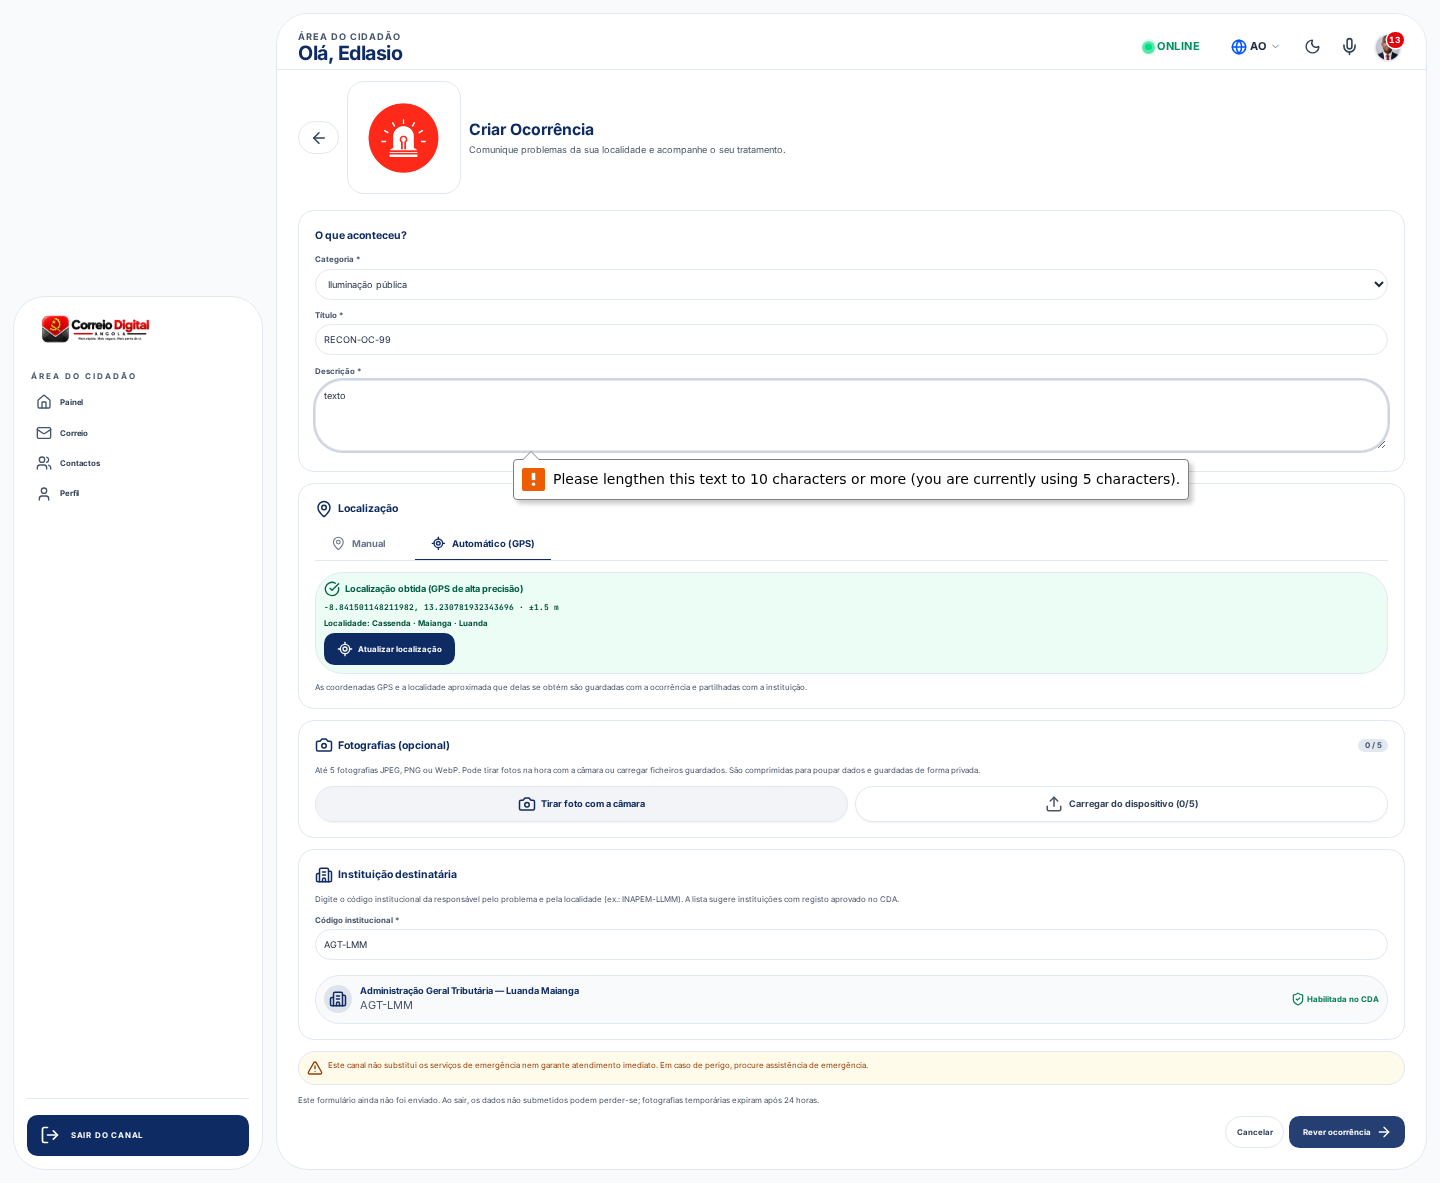 ÁREA DO CIDADÃO
Olá, Edlasio
ONLINE
AO
13
Criar Ocorrência
Comunique problemas da sua localidade e acompanhe o seu tratamento.
O que aconteceu?
Categoria *
Iluminação pública
Título *
RECON-OC-99
Descrição *
texto
Please lengthen this text to 10 characters or more (you are currently using 5 characters).
Correio Digital
ANGOLA
ÁREA DO CIDADÃO
Painel
Correio
Contactos
Perfil
SAIR DO CANAL
Localização
Manual
Automático (GPS)
Localização obtida (GPS de alta precisão)
-8.841501148211982, 13.230781932343696 · ±1.5 m
Localidade: Cassenda · Maianga · Luanda
Atualizar localização
As coordenadas GPS e a localidade aproximada que delas se obtém são guardadas com a ocorrência e partilhadas com a instituição.
Fotografias (opcional)
0 / 5
Até 5 fotografias JPEG, PNG ou WebP. Pode tirar fotos na hora com a câmara ou carregar ficheiros guardados. São comprimidas para poupar dados e guardadas de forma privada.
Tirar foto com a câmara
Carregar do dispositivo (0/5)
Instituição destinatária
Digite o código institucional da responsável pelo problema e pela localidade (ex.: INAPEM-LLMM). A lista sugere instituições com registo aprovado no CDA.
Código institucional *
AGT-LMM
Administração Geral Tributária — Luanda Maianga
AGT-LMM
Habilitada no CDA
Este canal não substitui os serviços de emergência nem garante atendimento imediato. Em caso de perigo, procure assistência de emergência.
Este formulário ainda não foi enviado. Ao sair, os dados não submetidos podem perder-se; fotografias temporárias expiram após 24 horas.
Cancelar
Rever ocorrência